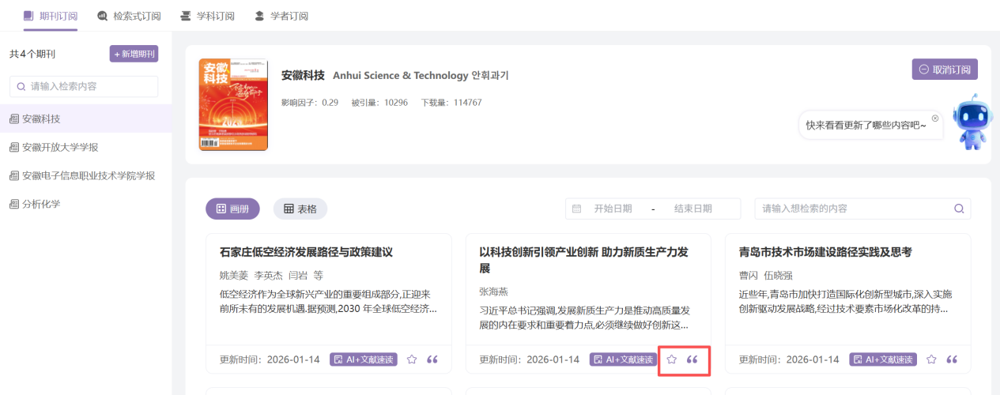 期刊订阅 检索式订阅 学科订阅 学者订阅
共4个期刊 +新增期刊
请输入检索内容
安徽科技
安徽开放大学学报
安徽电子信息职业技术学院学报
分析化学
安徽科技
安徽科技 Anhui Science & Technology 안휘과기
影响因子：0.29 被引量：10296 下载量：114767
取消订阅
快来看看更新了哪些内容吧~
画册 表格 开始日期 - 结束日期 请输入想检索的内容
石家庄低空经济发展路径与政策建议
姚美菱 李英杰 闫岩 等
低空经济作为全球新兴产业的重要组成部分,正迎来
前所未有的发展机遇.据预测,2030 年全球低空经济...
更新时间：2026-01-14 AI+文献速读
以科技创新引领产业创新 助力新质生产力发
展
张海燕
习近平总书记强调,发展新质生产力是推动高质量发
展的内在要求和重要着力点,必须继续做好创新这...
更新时间：2026-01-14 AI+文献速读
青岛市技术市场建设路径实践及思考
曹闪 伍晓强
近些年,青岛市加快打造国际化创新型城市,深入实施
创新驱动发展战略,经过技术要素市场化改革的持...
更新时间：2026-01-14 AI+文献速读